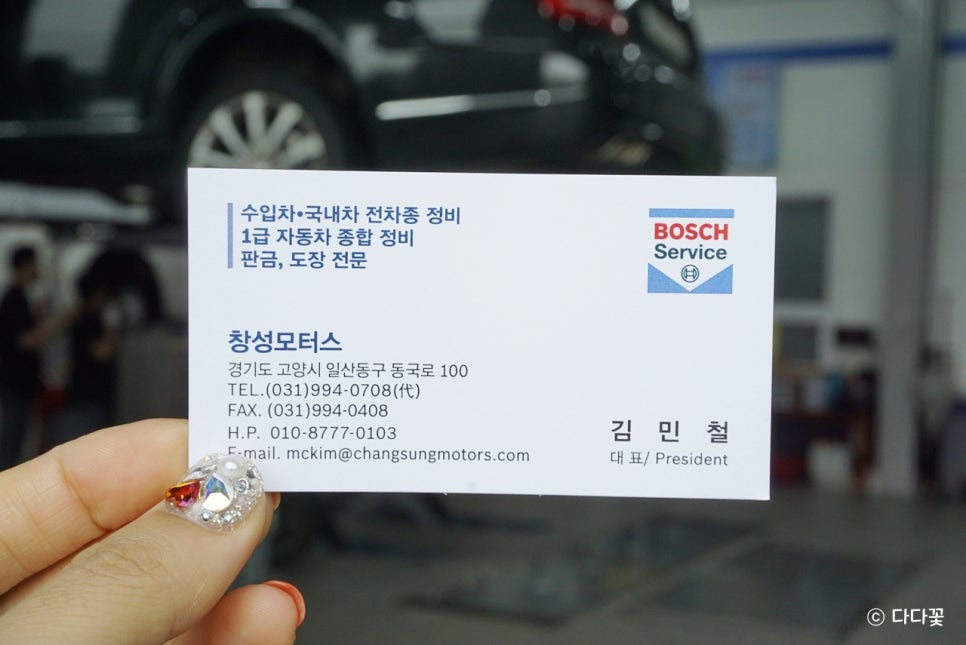 수입차•국내차 전차종 정비
1급 자동차 종합 정비
판금, 도장 전문
BOSCH
Service
창성모터스
경기도 고양시 일산동구 동국로 100
TEL.(031)994-0708(代)
FAX. (031)994-0408
H.P. 010-8777-0103
E-mail. mckim@changsungmotors.com
김 민 철
대 표/ President
ⓒ 다다꽃